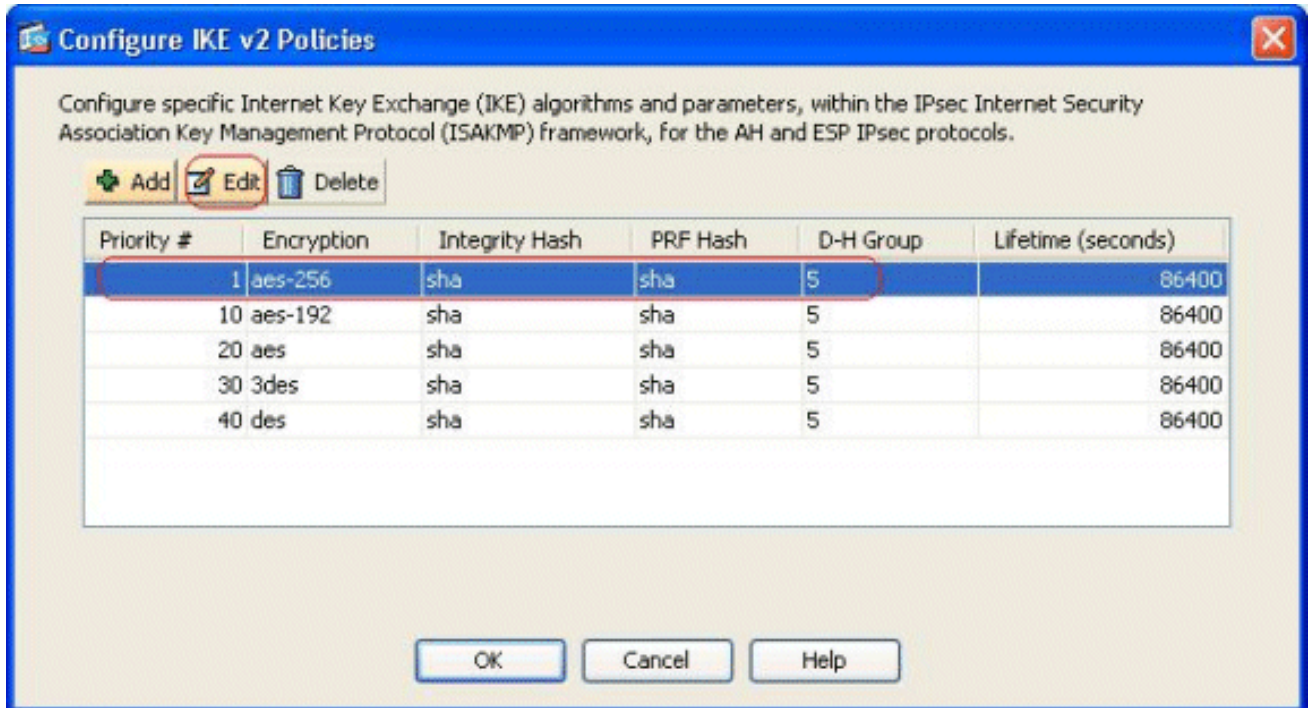 Configure IKE v2 Policies
Configure specific Internet Key Exchange (IKE) algorithms and parameters, within the IPsec Internet Security
Association Key Management Protocol (ISAKMP) framework, for the AH and ESP IPsec protocols.
Add Edit Delete
Priority # Encryption Integrity Hash PRF Hash D-H Group Lifetime (seconds)
1 aes-256 sha sha 5 86400
10 aes-192 sha sha 5 86400
20 aes sha sha 5 86400
30 3des sha sha 5 86400
40 des sha sha 5 86400
OK Cancel Help